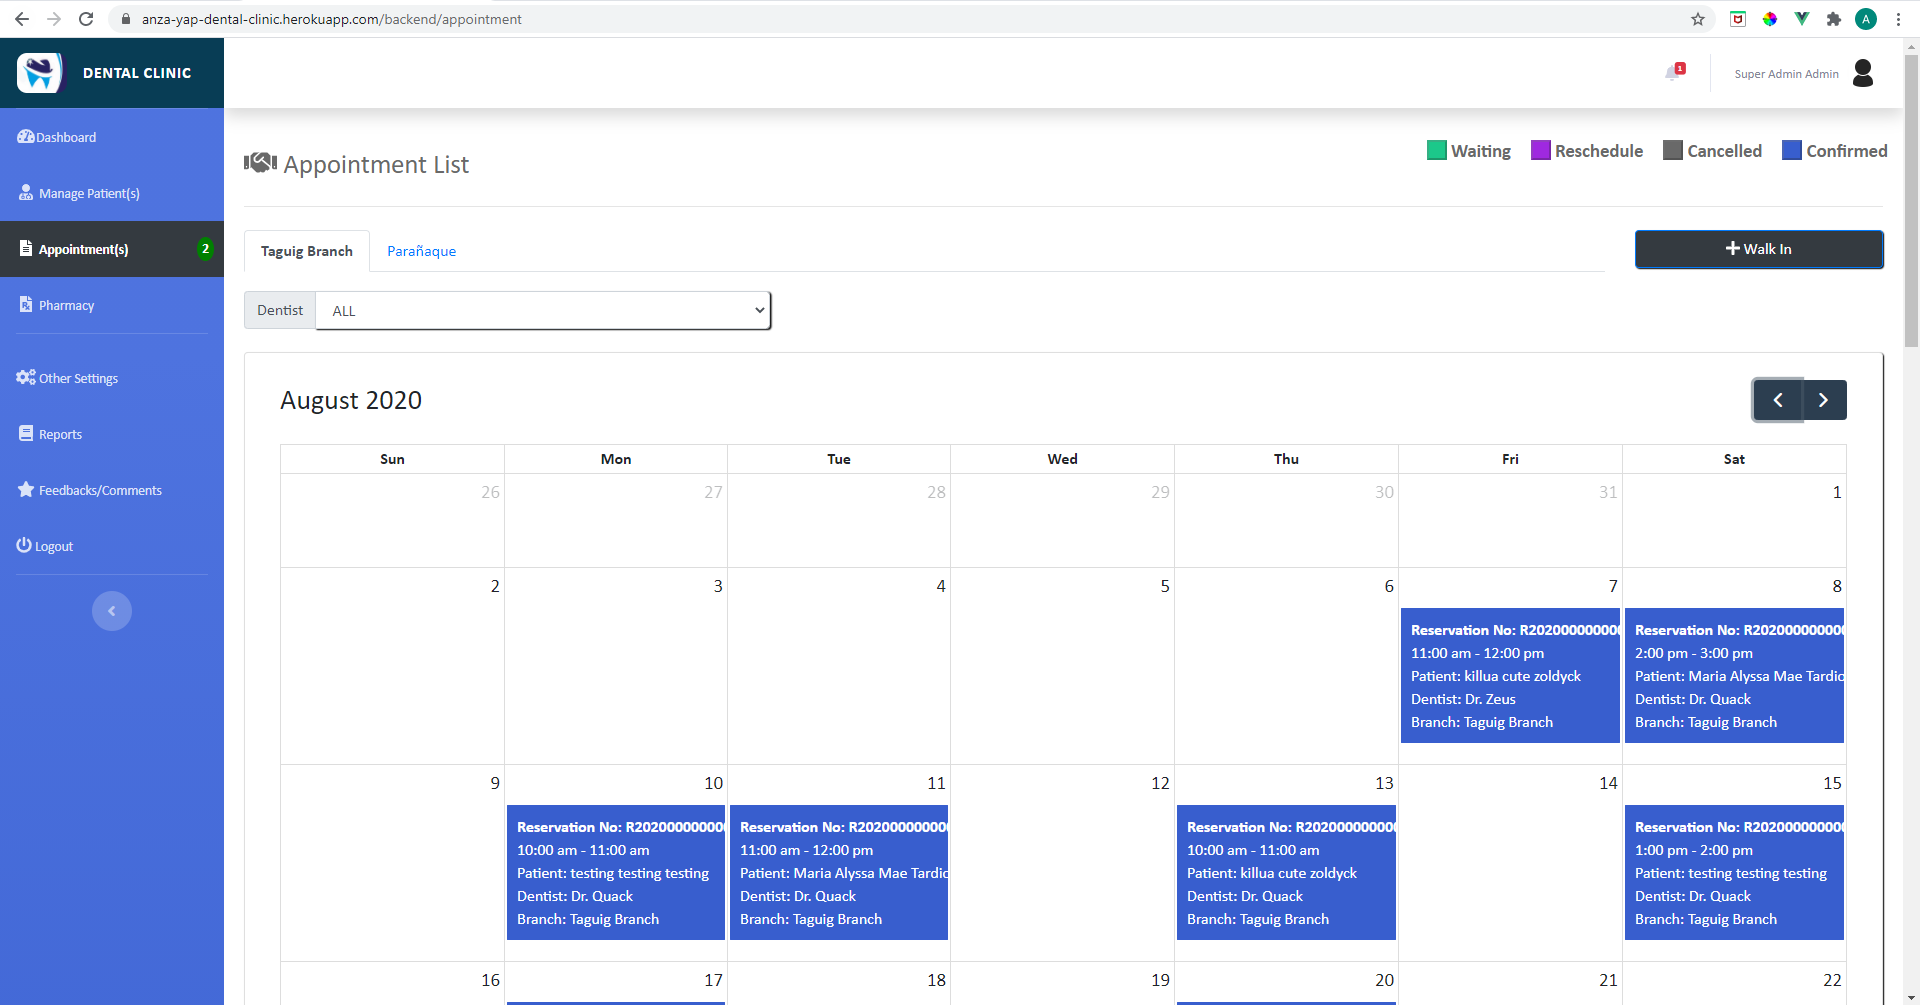 anza-yap-dental-clinic.herokuapp.com/backend/appointment
A
DENTAL CLINIC
1
Super Admin Admin
Dashboard
Manage Patient(s)
Appointment(s) 2
Pharmacy
Other Settings
Reports
Feedbacks/Comments
Logout
Appointment List
Waiting Reschedule Cancelled Confirmed
Taguig Branch Parañaque
Walk In
Dentist ALL
August 2020
Sun Mon Tue Wed Thu Fri Sat
26 27 28 29 30 31 1
2 3 4 5 6 7 8
Reservation No:
11:00 am - 12:00 pm
Patient: killua cute zoldyck
Dentist: Dr. Zeus
Branch: Taguig Branch
Reservation No:
2:00 pm - 3:00 pm
Patient: Maria Alyssa Mae
Dentist: Dr. Quack
Branch: Taguig Branch
9 10 11 12 13 14 15
Reservation No:
10:00 am - 11:00 am
Patient: testing testing testing
Dentist: Dr. Quack
Branch: Taguig Branch
Reservation No:
11:00 am - 12:00 pm
Patient: Maria Alyssa Mae
Dentist: Dr. Quack
Branch: Taguig Branch
Reservation No:
10:00 am - 11:00 am
Patient: killua cute zoldyck
Dentist: Dr. Quack
Branch: Taguig Branch
Reservation No:
1:00 pm - 2:00 pm
Patient: testing testing testing
Dentist: Dr. Quack
Branch: Taguig Branch
16 17 18 19 20 21 22